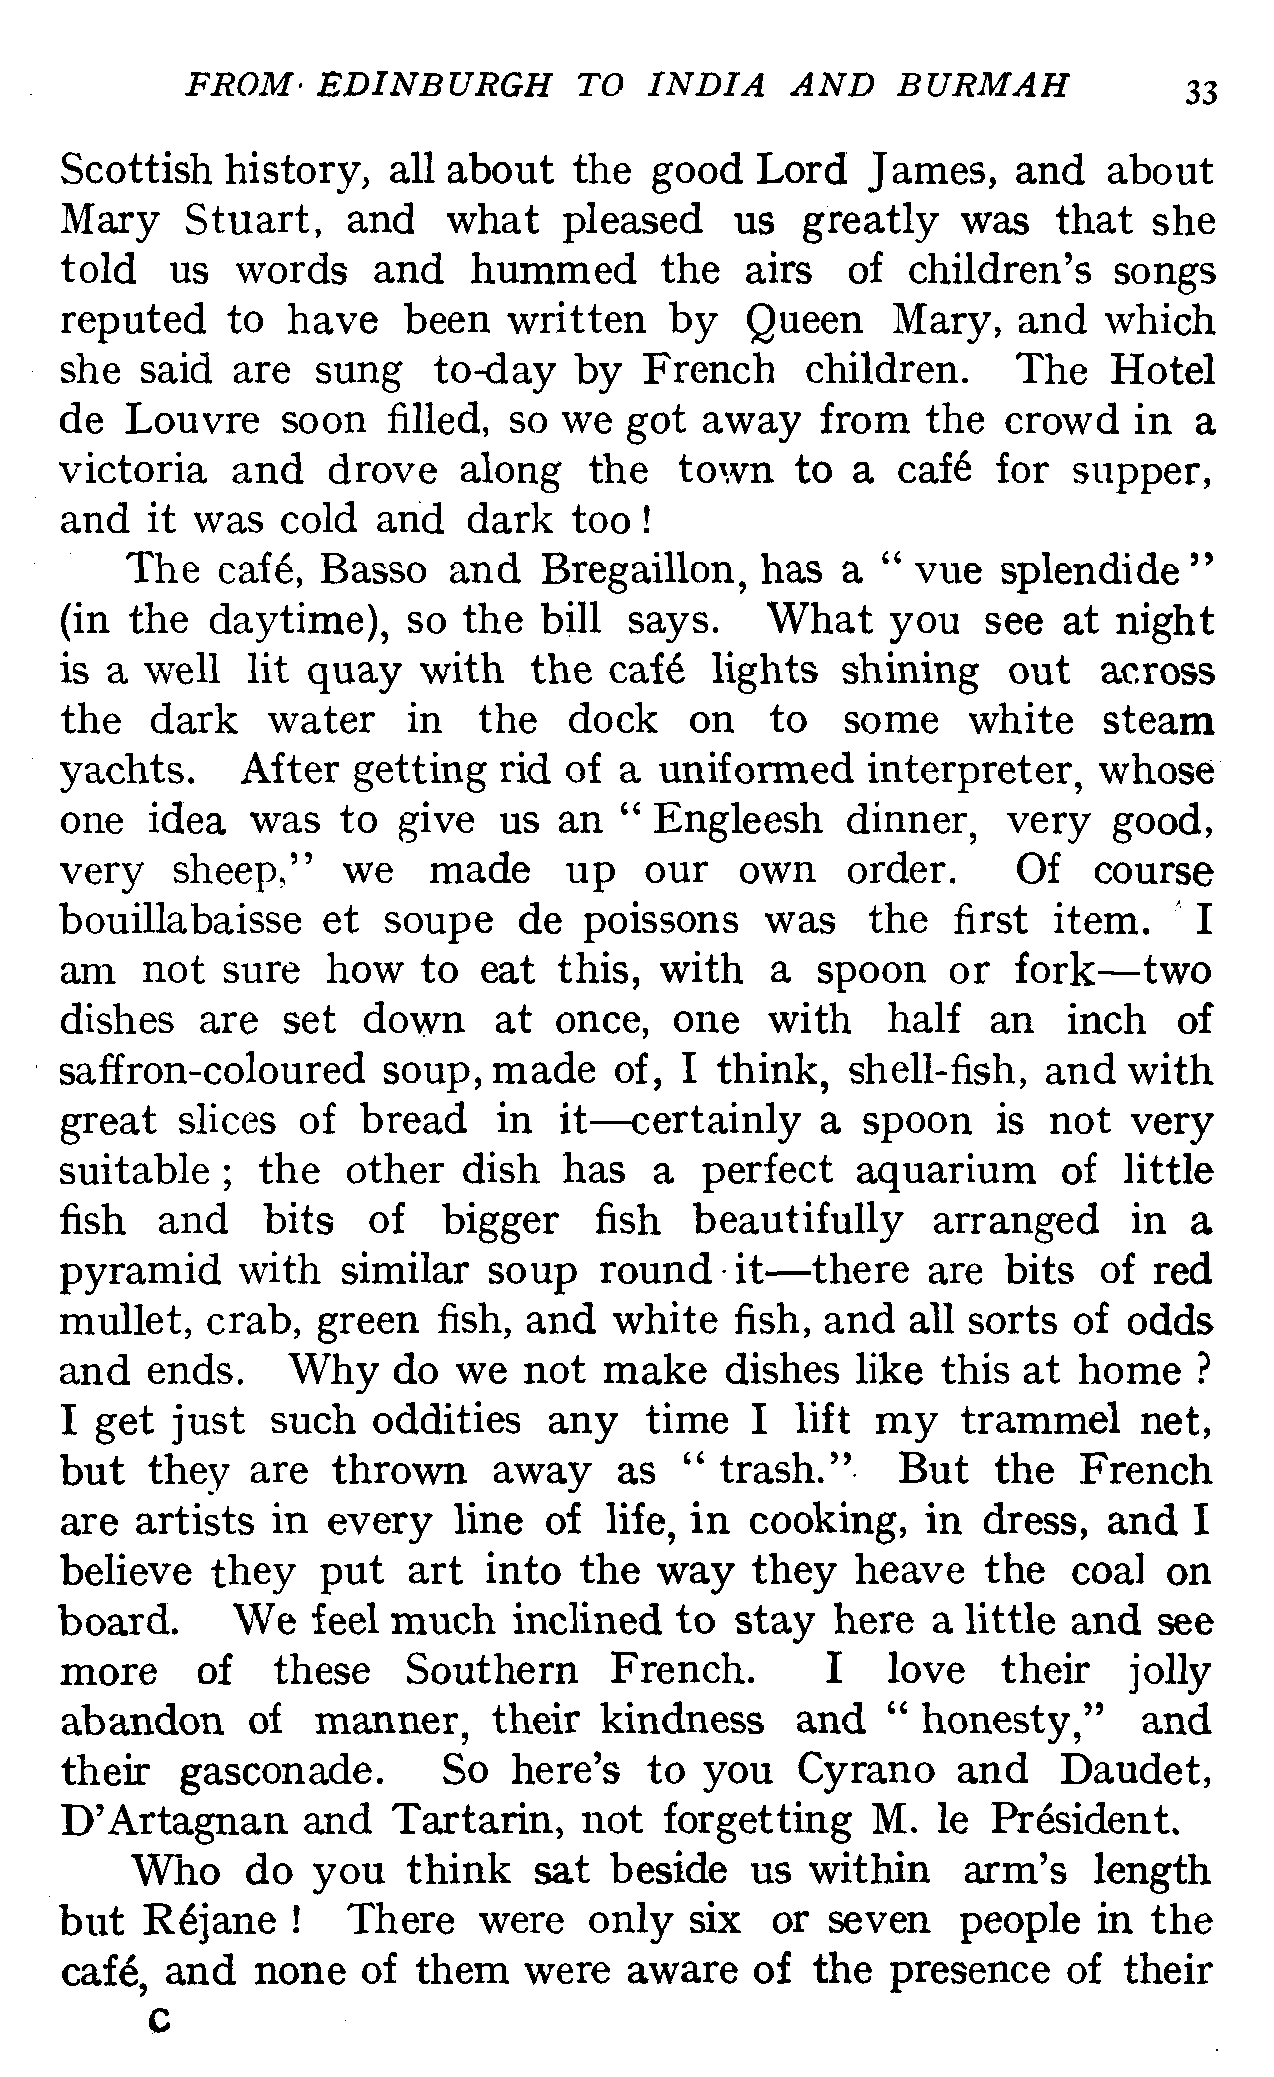 FROM EDINBURGH TO INDIA AND BURMAH 33
Scottish history, all about the good Lord James, and about
Mary Stuart, and what pleased us greatly was that she
told us words and hummed the airs of children's songs
reputed to have been written by Queen Mary, and which
she said are sung to-day by French children. The Hotel
de Louvre soon filled, so we got away from the crowd in a
victoria and drove along the town to a café for supper,
and it was cold and dark too !
The café, Basso and Bregaillon, has a “ vue splendide ”
(in the daytime), so the bill says. What you see at night
is a well lit quay with the café lights shining out across
the dark water in the dock on to some white steam
yachts. After getting rid of a uniformed interpreter, whose
one idea was to give us an “ Engleesh dinner, very good,
very sheep,” we made up our own order. Of course
bouillabaisse et soupe de poissons was the first item. I
am not sure how to eat this, with a spoon or fork—two
dishes are set down at once, one with half an inch of
saffron-coloured soup, made of, I think, shell-fish, and with
great slices of bread in it—certainly a spoon is not very
suitable ; the other dish has a perfect aquarium of little
fish and bits of bigger fish beautifully arranged in a
pyramid with similar soup round it—there are bits of red
mullet, crab, green fish, and white fish, and all sorts of odds
and ends. Why do we not make dishes like this at home ?
I get just such oddities any time I lift my trammel net,
but they are thrown away as “ trash.” But the French
are artists in every line of life, in cooking, in dress, and I
believe they put art into the way they heave the coal on
board. We feel much inclined to stay here a little and see
more of these Southern French. I love their jolly
abandon of manner, their kindness and “ honesty,” and
their gasconade. So here's to you Cyrano and Daudet,
D'Artagnan and Tartarin, not forgetting M. le Président.
Who do you think sat beside us within arm's length
but Réjane ! There were only six or seven people in the
café, and none of them were aware of the presence of their
C